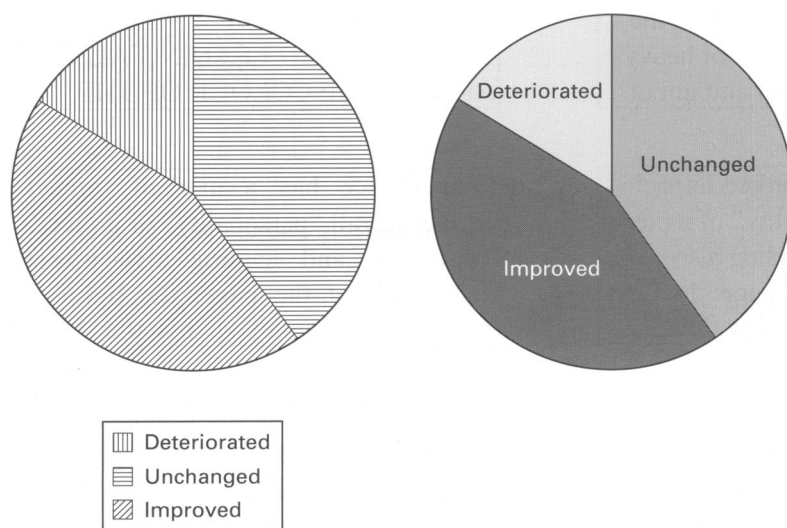 Deteriorated
Unchanged
Improved
Deteriorated
Unchanged
Improved